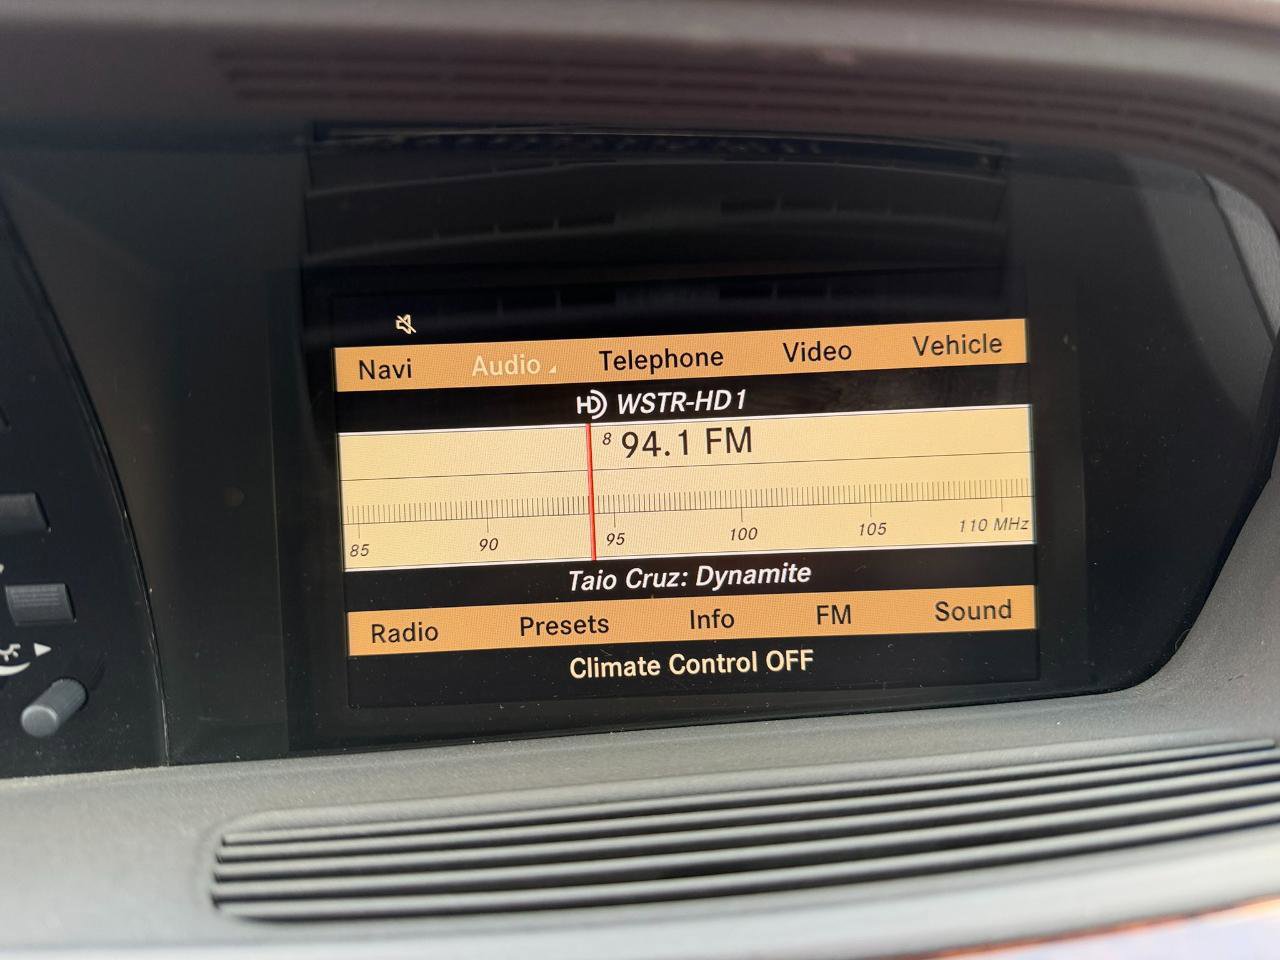 Navi Audio Telephone Video Vehicle
HD WSTR-HD1
8 94.1 FM
85 90 95 100 105 110 MHz
Taio Cruz: Dynamite
Radio Presets Info FM Sound
Climate Control OFF